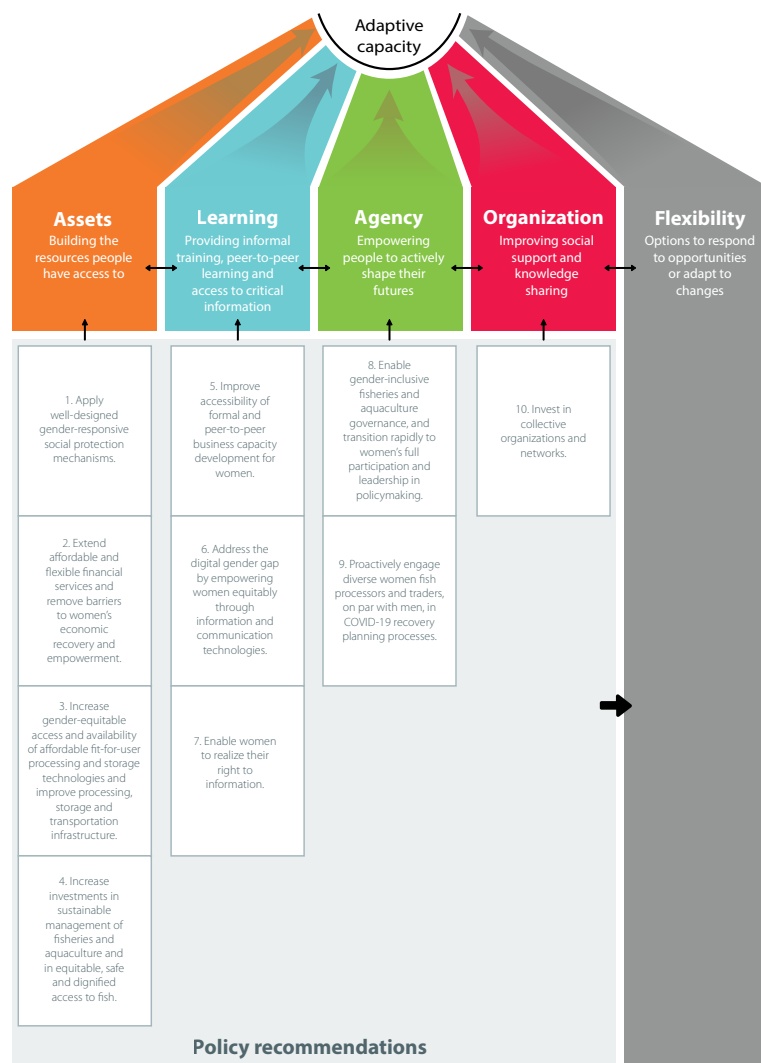 Adaptive
capacity
Assets
Building the
resources people
have access to
Learning
Providing informal
training, peer-to-peer
learning and
access to critical
information
Agency
Empowering
people to actively
shape their
futures
Organization
Improving social
support and
knowledge
sharing
Flexibility
Options to respond
to opportunities
or adapt to
changes
1. Apply
well-designed
gender-responsive
social protection
mechanisms.
2. Extend
affordable and
flexible financial
services and
remove barriers
to women's
economic
recovery and
empowerment.
3. Increase
gender-equitable
access and availability
of affordable fit-for-user
processing and storage
technologies and
improve processing,
storage and
transportation
infrastructure.
4. Increase
investments in
sustainable
management of
fisheries and
aquaculture and
in equitable, safe
and dignified
access to fish.
5. Improve
accessibility of
formal and
peer-to-peer
business capacity
development for
women.
6. Address the
digital gender gap
by empowering
women equitably
through
information and
communication
technologies.
7. Enable women
to realize their
right to
information.
8. Enable
gender-inclusive
fisheries and
aquaculture
governance, and
transition rapidly to
women's full
participation and
leadership in
policymaking.
9. Proactively engage
diverse women fish
processors and traders,
on par with men, in
COVID-19 recovery
planning processes.
10. Invest in
collective
organizations and
networks.
Policy recommendations